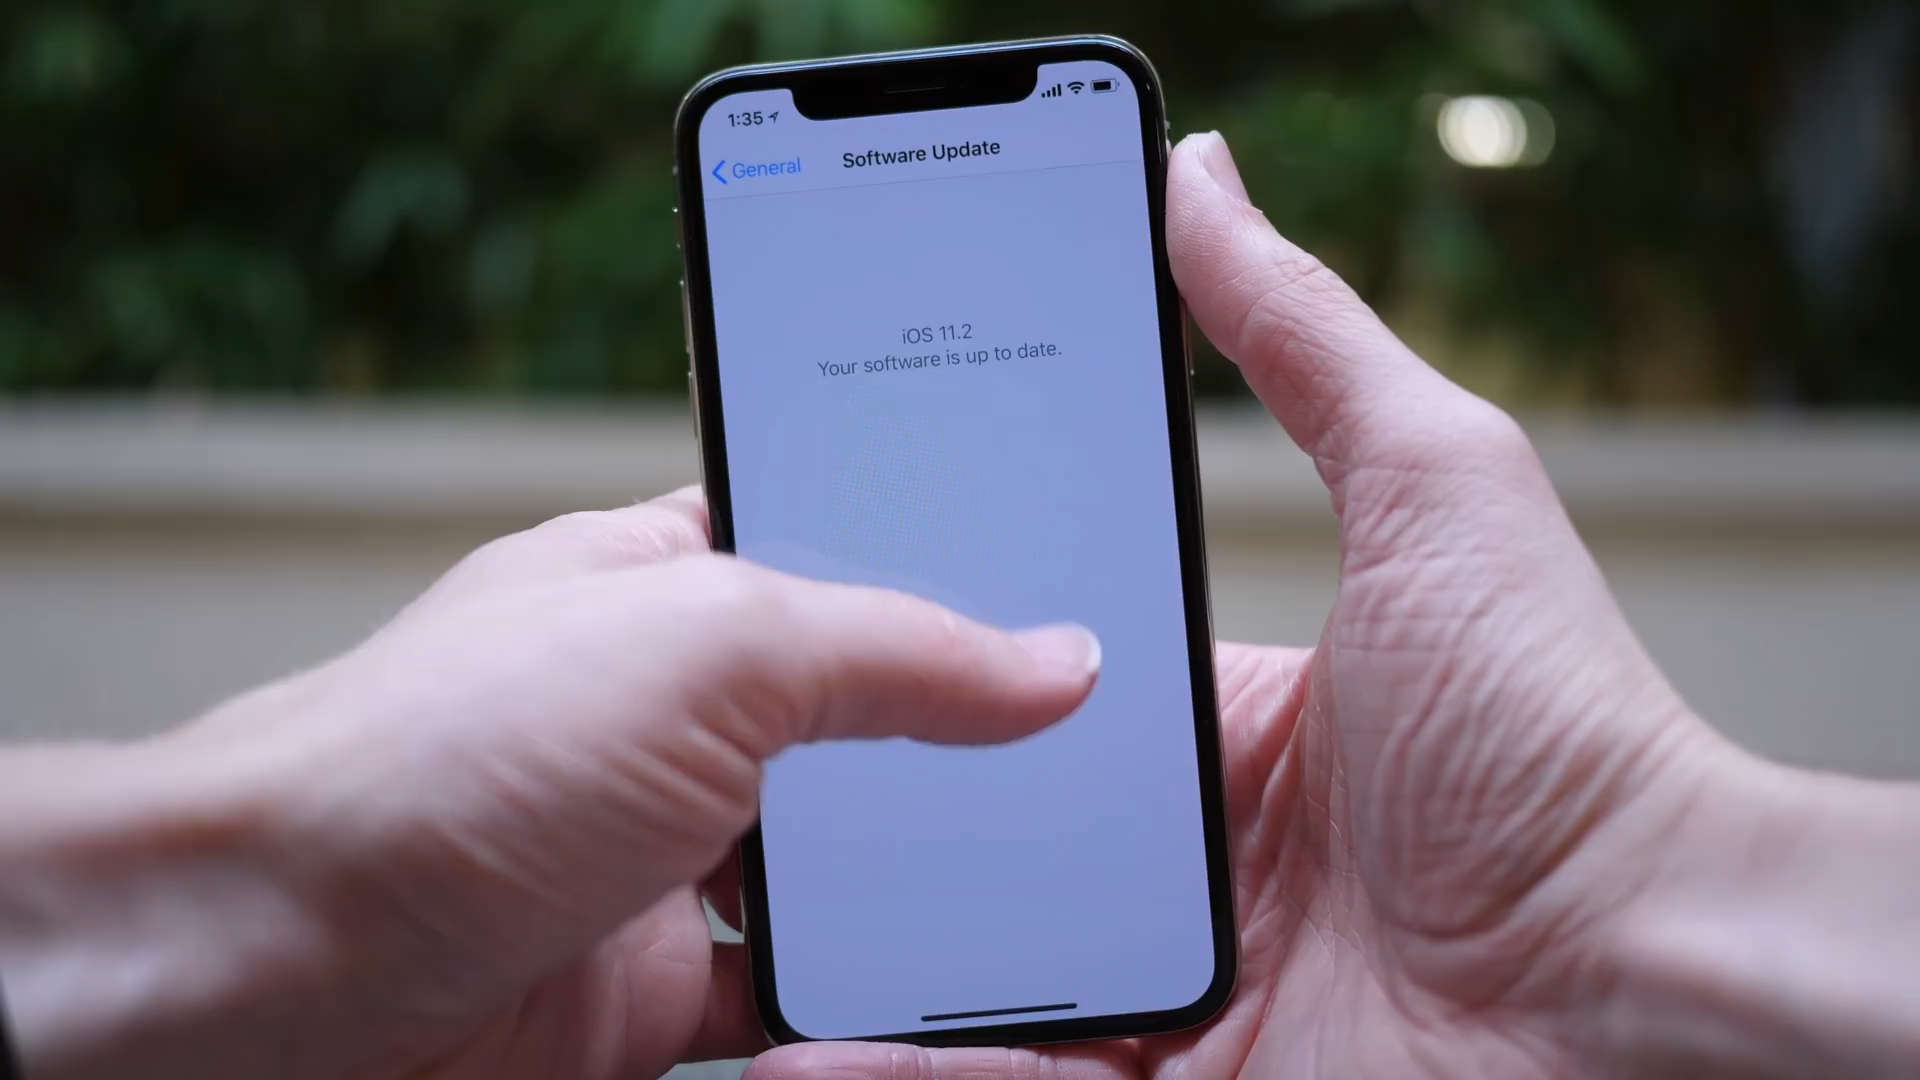 1:35
General
Software Update
iOS 11.2
Your software is up to date.